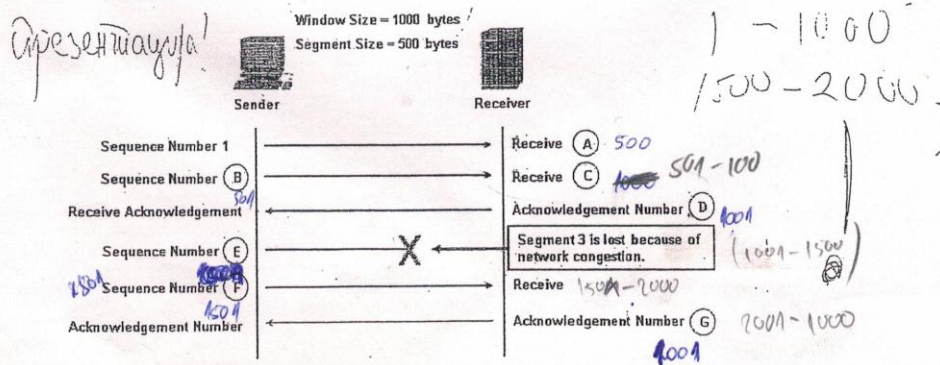 Презентация!
Window Size = 1000 bytes
Segment Size = 500 bytes
1 - 1000
1500 - 2000
Sender
Receiver
Sequence Number 1
Receive A 500
Sequence Number B 501
Receive C 501-100
Receive Acknowledgement
Acknowledgement Number D 1001
Sequence Number E
X
Segment 3 is lost because of
network congestion.
(1001-1500)
Sequence Number F
1501
Receive 1501-2000
Acknowledgement Number
Acknowledgement Number G 2001-1000
1001